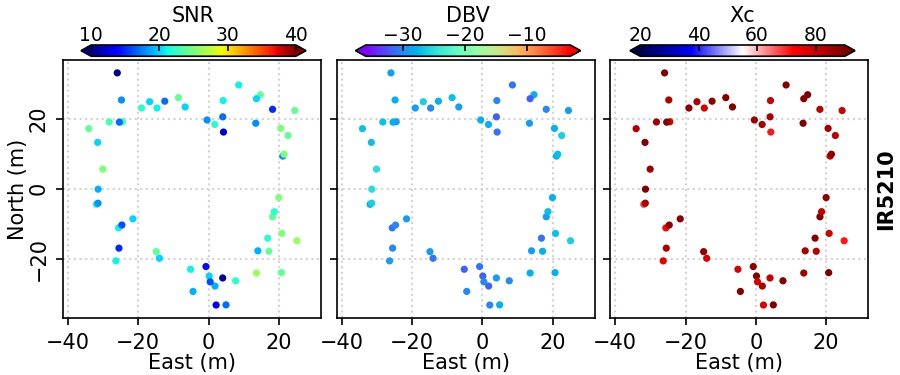 SNR DBV Xc
10 20 30 40 −30 −20 −10 20 40 60 80
20
0
−20
North (m)
−40 −20 0 20 −40 −20 0 20 −40 −20 0 20
East (m) East (m) East (m)
IR5210